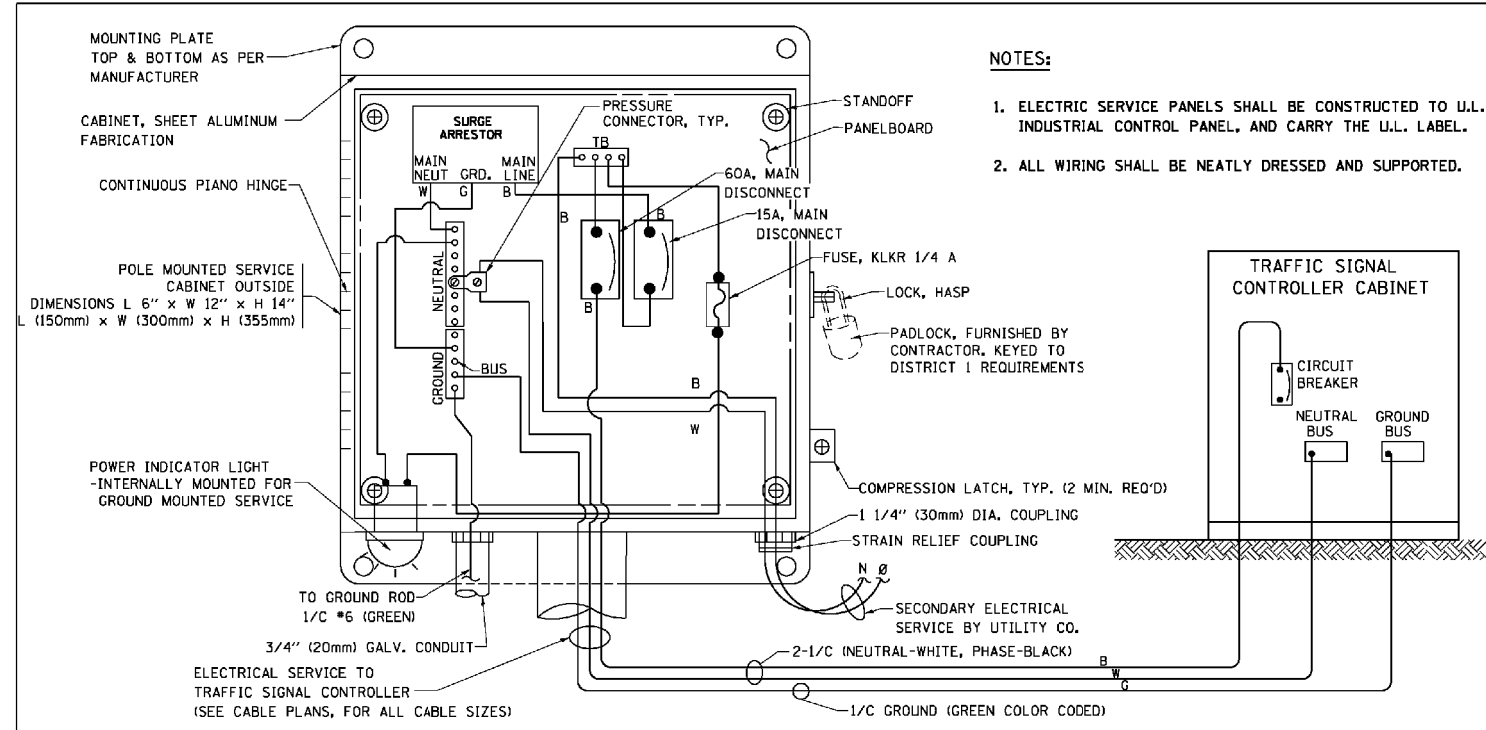 MOUNTING PLATE
TOP & BOTTOM AS PER
MANUFACTURER
CABINET, SHEET ALUMINUM
FABRICATION
CONTINUOUS PIANO HINGE
POLE MOUNTED SERVICE
CABINET OUTSIDE
DIMENSIONS L 6" x W 12" x H 14"
L (150mm) x W (300mm) x H (355mm)
POWER INDICATOR LIGHT
-INTERNALLY MOUNTED FOR
GROUND MOUNTED SERVICE
TO GROUND ROD
1/C #6 (GREEN)
3/4" (20mm) GALV. CONDUIT
ELECTRICAL SERVICE TO
TRAFFIC SIGNAL CONTROLLER
(SEE CABLE PLANS, FOR ALL CABLE SIZES)
SURGE
ARRESTOR
MAIN
NEUT
GRD.
MAIN
LINE
W
G
B
PRESSURE
CONNECTOR, TYP.
TB
NEUTRAL
GROUND
BUS
B
B
B
B
W
60A, MAIN
DISCONNECT
15A, MAIN
DISCONNECT
FUSE, KLKR 1/4 A
STANDOFF
PANELBOARD
LOCK, HASP
PADLOCK, FURNISHED BY
CONTRACTOR. KEYED TO
DISTRICT 1 REQUIREMENTS
COMPRESSION LATCH, TYP. (2 MIN. REQ'D)
1 1/4" (30mm) DIA. COUPLING
STRAIN RELIEF COUPLING
N Ø
SECONDARY ELECTRICAL
SERVICE BY UTILITY CO.
2-1/C (NEUTRAL-WHITE, PHASE-BLACK)
B
W
G
1/C GROUND (GREEN COLOR CODED)
NOTES:
1. ELECTRIC SERVICE PANELS SHALL BE CONSTRUCTED TO U.L.
INDUSTRIAL CONTROL PANEL, AND CARRY THE U.L. LABEL.
2. ALL WIRING SHALL BE NEATLY DRESSED AND SUPPORTED.
TRAFFIC SIGNAL
CONTROLLER CABINET
CIRCUIT
BREAKER
NEUTRAL
BUS
GROUND
BUS